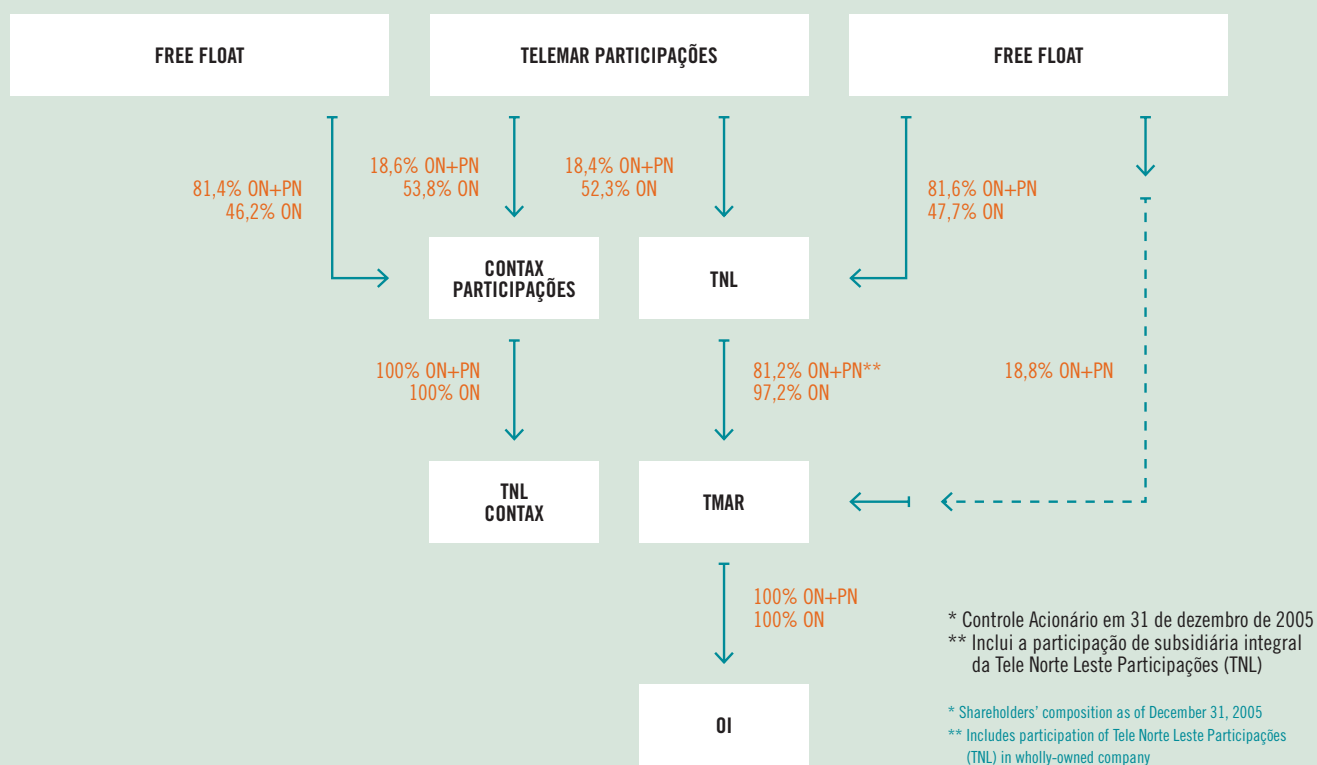 FREE FLOAT
TELEMAR PARTICIPAÇÕES
FREE FLOAT
81,4% ON+PN
46,2% ON
18,6% ON+PN
53,8% ON
18,4% ON+PN
52,3% ON
81,6% ON+PN
47,7% ON
CONTAX
PARTICIPAÇÕES
TNL
100% ON+PN
100% ON
81,2% ON+PN**
97,2% ON
18,8% ON+PN
TNL
CONTAX
TMAR
100% ON+PN
100% ON
OI
* Controle Acionário em 31 de dezembro de 2005
** Inclui a participação de subsidiária integral
da Tele Norte Leste Participações (TNL)
* Shareholders' composition as of December 31, 2005
** Includes participation of Tele Norte Leste Participações
(TNL) in wholly-owned company